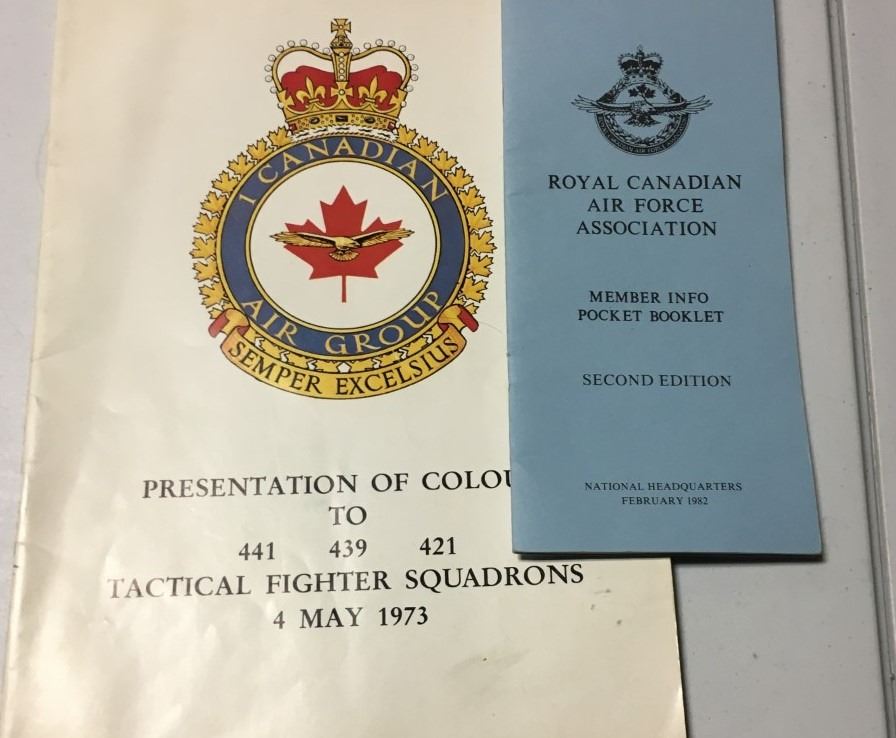 1 CANADIAN
AIR GROUP
SEMPER EXCELSIUS
PRESENTATION OF COLOU
TO
441 439 421
TACTICAL FIGHTER SQUADRONS
4 MAY 1973
ROYAL CANADIAN
AIR FORCE
ASSOCIATION
MEMBER INFO
POCKET BOOKLET
SECOND EDITION
NATIONAL HEADQUARTERS
FEBRUARY 1982